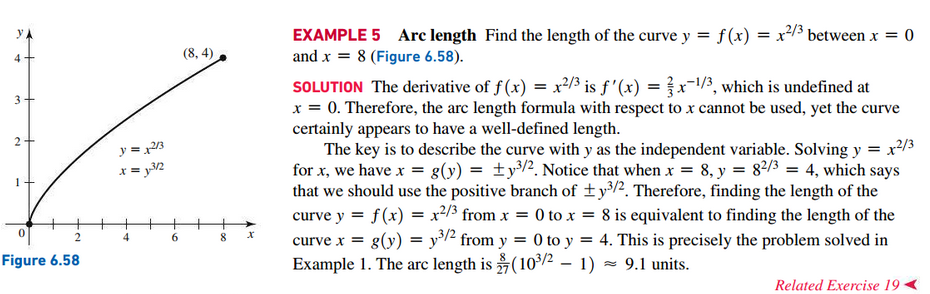 y
(8, 4)
4
3
2
1
y = x^{2/3}
x = y^{3/2}
0
2
4
6
8
x
Figure 6.58
EXAMPLE 5 Arc length Find the length of the curve y = f(x) = x^{2/3} between x = 0
and x = 8 (Figure 6.58).
SOLUTION The derivative of f(x) = x^{2/3} is f′(x) = \frac{2}{3}x^{−1/3}, which is undefined at
x = 0. Therefore, the arc length formula with respect to x cannot be used, yet the curve
certainly appears to have a well-defined length.
The key is to describe the curve with y as the independent variable. Solving y = x^{2/3}
for x, we have x = g(y) = ±y^{3/2}. Notice that when x = 8, y = 8^{2/3} = 4, which says
that we should use the positive branch of ±y^{3/2}. Therefore, finding the length of the
curve y = f(x) = x^{2/3} from x = 0 to x = 8 is equivalent to finding the length of the
curve x = g(y) = y^{3/2} from y = 0 to y = 4. This is precisely the problem solved in
Example 1. The arc length is \frac{8}{27}(10^{3/2} − 1) ≈ 9.1 units.
Related Exercise 19 ◄